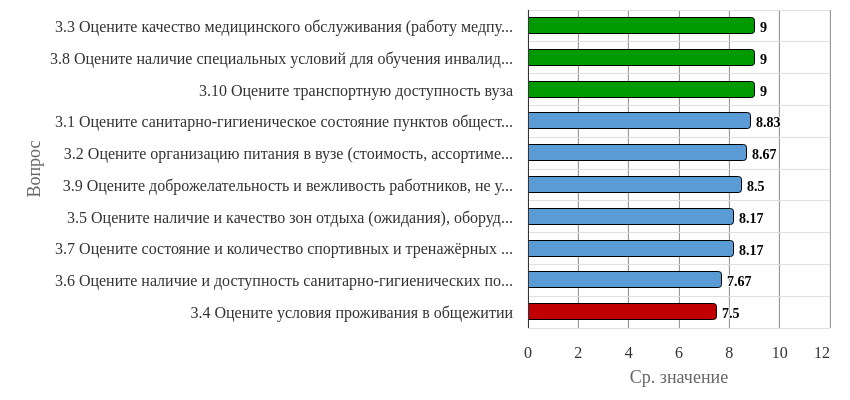 3.3 Оцените качество медицинского обслуживания (работу медпу... 9
3.8 Оцените наличие специальных условий для обучения инвалид... 9
3.10 Оцените транспортную доступность вуза 9
3.1 Оцените санитарно-гигиеническое состояние пунктов общест... 8.83
3.2 Оцените организацию питания в вузе (стоимость, ассортиме... 8.67
3.9 Оцените доброжелательность и вежливость работников, не у... 8.5
3.5 Оцените наличие и качество зон отдыха (ожидания), оборуд... 8.17
3.7 Оцените состояние и количество спортивных и тренажёрных ... 8.17
3.6 Оцените наличие и доступность санитарно-гигиенических по... 7.67
3.4 Оцените условия проживания в общежитии 7.5
Вопрос
0 2 4 6 8 10 12
Ср. значение